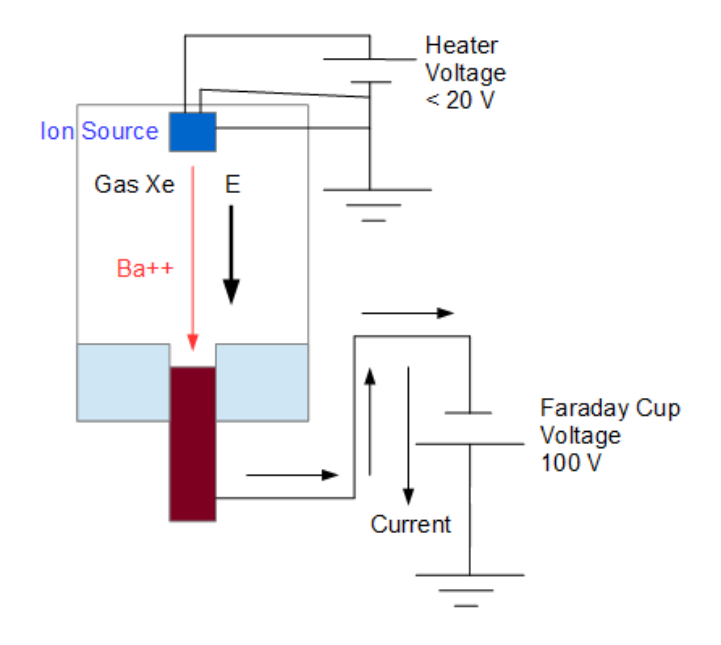 Heater
Voltage
< 20 V
Ion Source
Gas Xe
E
Ba++
Faraday Cup
Voltage
100 V
Current